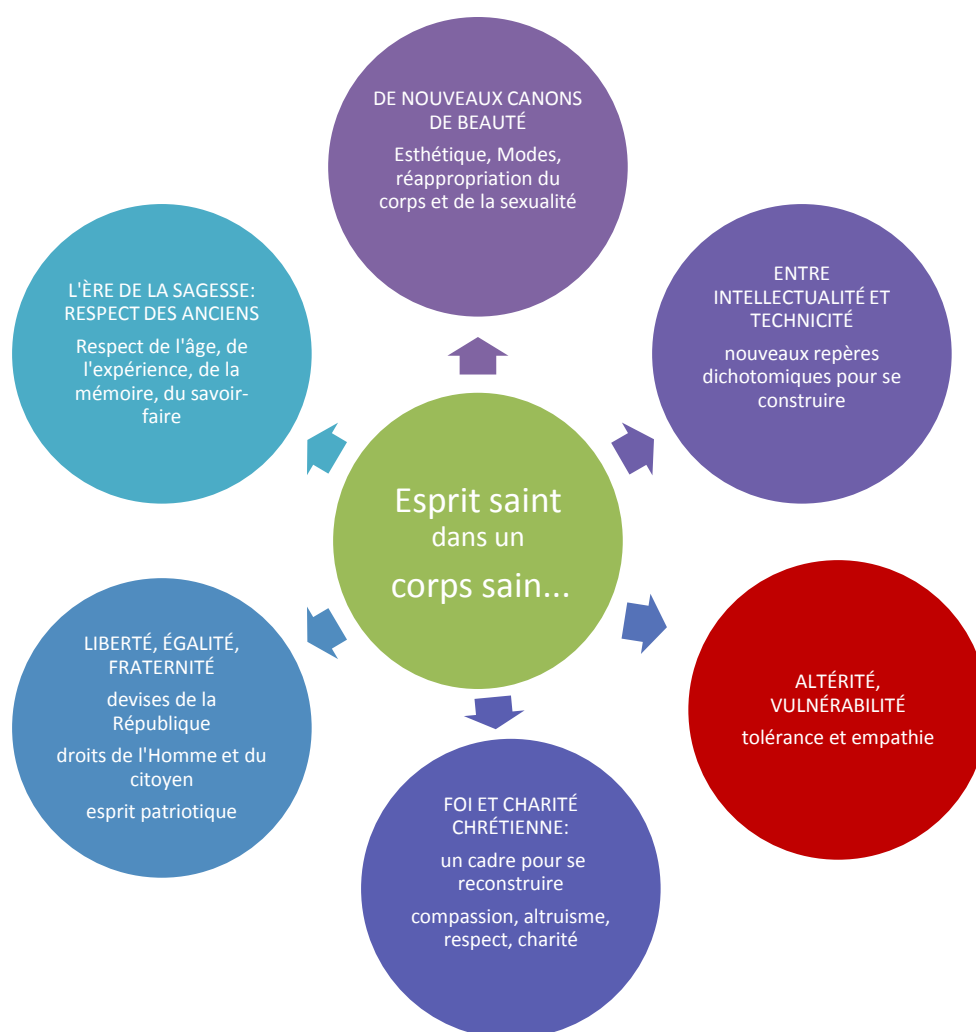 DE NOUVEAUX CANONS
DE BEAUTÉ
Esthétique, Modes,
réappropriation du
corps et de la sexualité
L'ÈRE DE LA SAGESSE:
RESPECT DES ANCIENS
Respect de l'âge, de
l'expérience, de la
mémoire, du savoir-
faire
ENTRE
INTELLECTUALITÉ ET
TECHNICITÉ
nouveaux repères
dichotomiques pour se
construire
Esprit saint
dans un
corps sain...
LIBERTÉ, ÉGALITÉ,
FRATERNITÉ
devises de la
République
droits de l'Homme et du
citoyen
esprit patriotique
ALTÉRITÉ,
VULNÉRABILITÉ
tolérance et empathie
FOI ET CHARITÉ
CHRÉTIENNE:
un cadre pour se
reconstruire
compassion, altruisme,
respect, charité